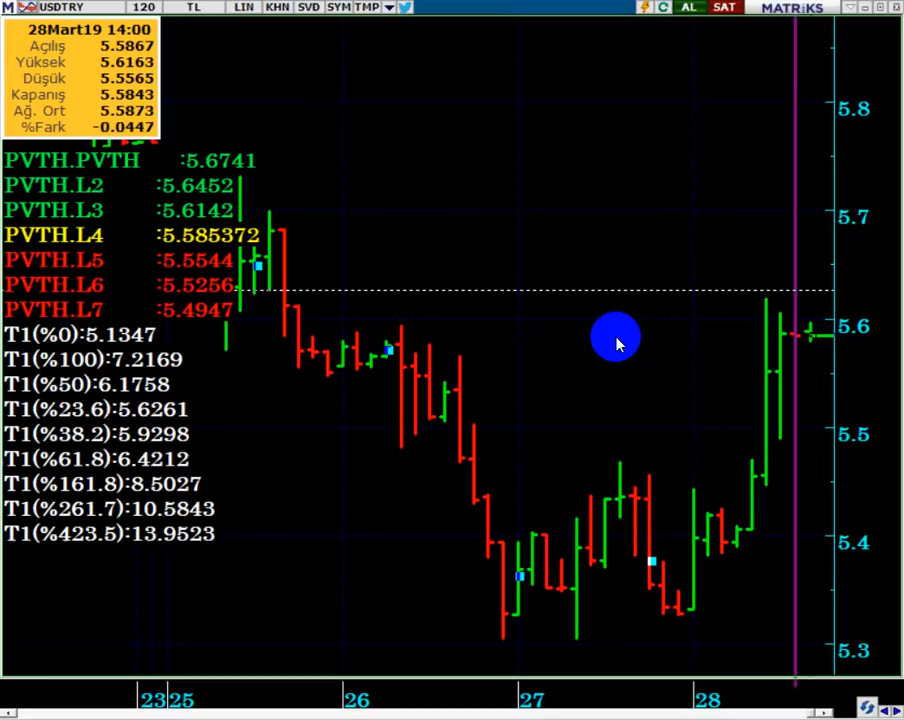 M USDTRY 120 TL LIN KHN SVD SYM TMP AL SAT MATRiKS
28Mart19 14:00
Açılış 5.5867
Yüksek 5.6163
Düşük 5.5565
Kapanış 5.5843
Ağ. Ort 5.5873
%Fark -0.0447
PVTH.PVTH :5.6741
PVTH.L2 :5.6452
PVTH.L3 :5.6142
PVTH.L4 :5.585372
PVTH.L5 :5.5544
PVTH.L6 :5.5256
PVTH.L7 :5.4947
T1(%0):5.1347
T1(%100):7.2169
T1(%50):6.1758
T1(%23.6):5.6261
T1(%38.2):5.9298
T1(%61.8):6.4212
T1(%161.8):8.5027
T1(%261.7):10.5843
T1(%423.5):13.9523
5.8
5.7
5.6
5.5
5.4
5.3
23 25 26 27 28